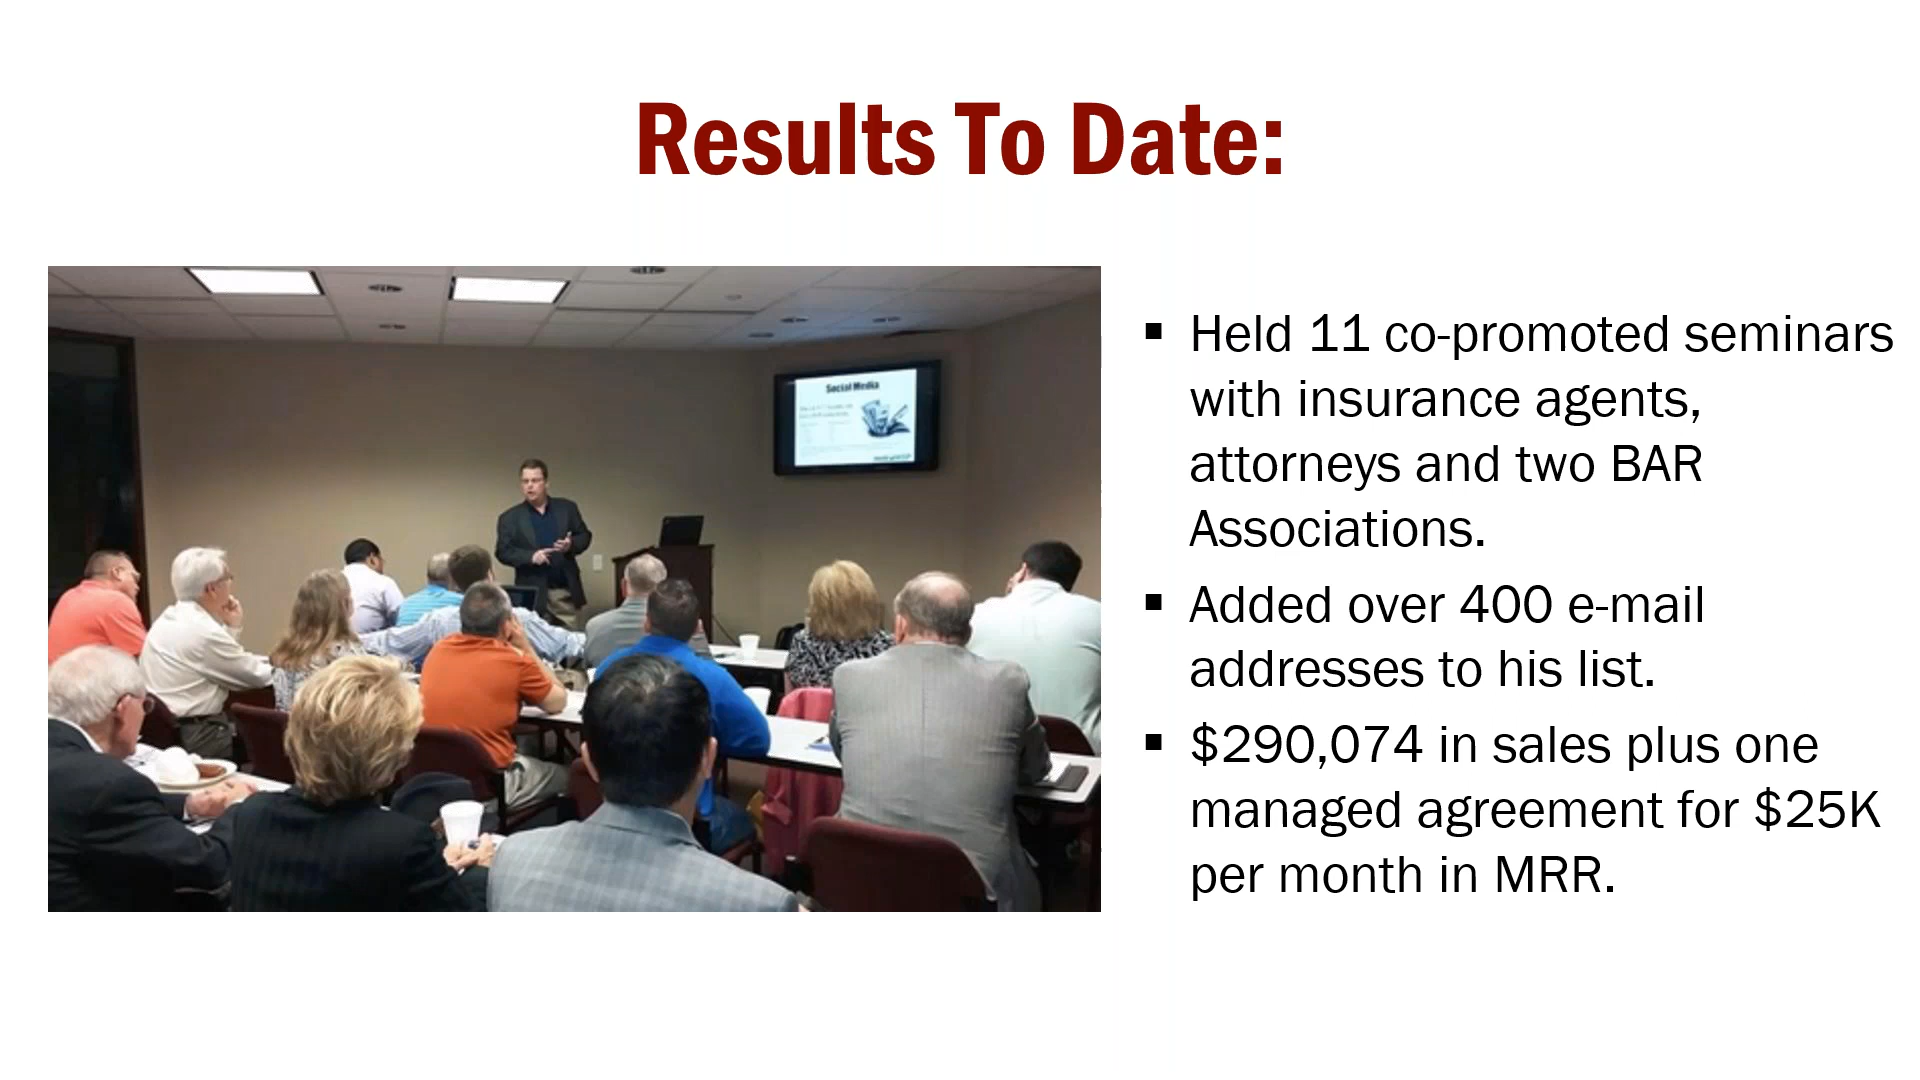 Results To Date:
Social Media
▪ Held 11 co-promoted seminars
with insurance agents,
attorneys and two BAR
Associations.
▪ Added over 400 e-mail
addresses to his list.
▪ $290,074 in sales plus one
managed agreement for $25K
per month in MRR.